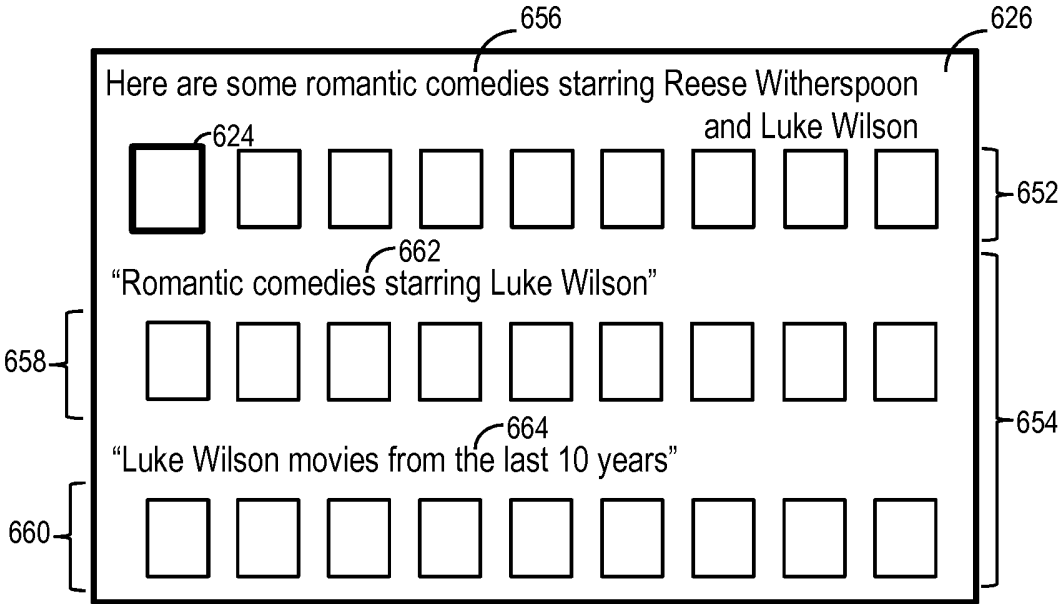 656
626
Here are some romantic comedies starring Reese Witherspoon
and Luke Wilson
624
652
662
“Romantic comedies starring Luke Wilson”
658
654
664
“Luke Wilson movies from the last 10 years”
660